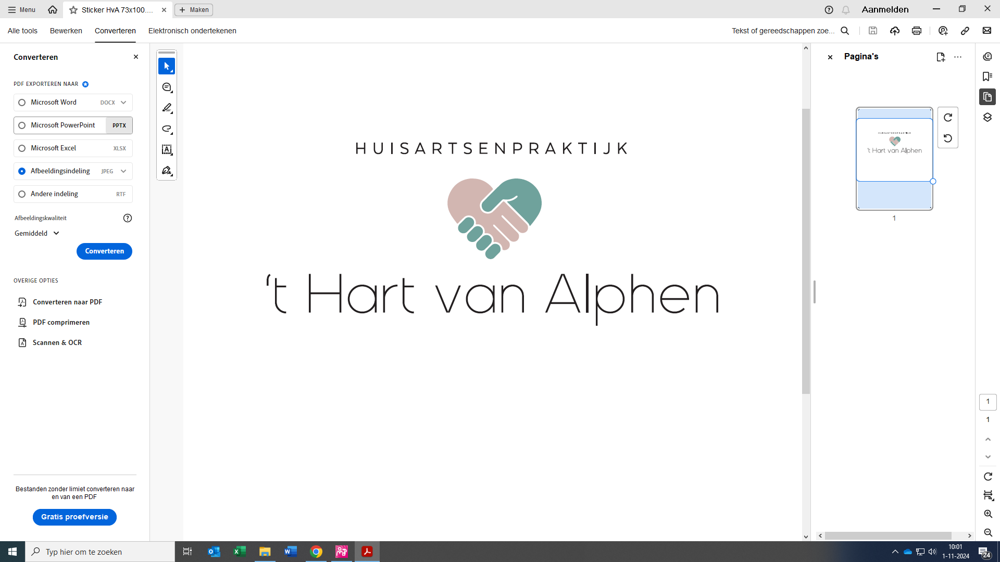 Menu
Sticker HvA 73x100....
Maken
Aanmelden
Alle tools
Bewerken
Converteren
Elektronisch ondertekenen
Tekst of gereedschappen zoe...
Converteren
PDF EXPORTEREN NAAR
Microsoft Word DOCX
Microsoft PowerPoint PPTX
Microsoft Excel XLSX
Afbeeldingsindeling JPEG
Andere indeling RTF
Afbeeldingskwaliteit
Gemiddeld
Converteren
OVERIGE OPTIES
Converteren naar PDF
PDF comprimeren
Scannen & OCR
Bestanden zonder limiet converteren naar
en van een PDF
Gratis proefversie
HUISARTSENPRAKTIJK
‘t Hart van Alphen
Pagina's
HUISARTSENPRAKTIJK
't Hart van Alphen
1
1
1
Typ hier om te zoeken
10:01
1-11-2024
24